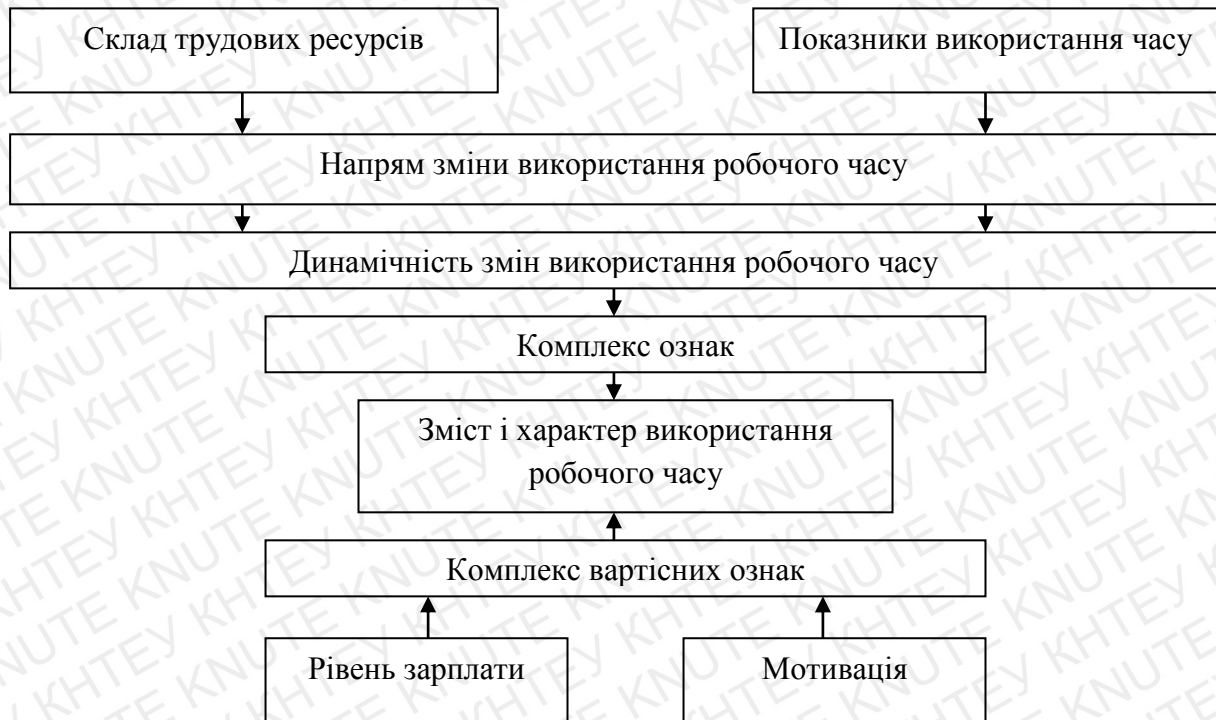 Склад трудових ресурсів
Показники використання часу
Напрям зміни використання робочого часу
Динамічність змін використання робочого часу
Комплекс ознак
Зміст і характер використання
робочого часу
Комплекс вартісних ознак
Рівень зарплати
Мотивація